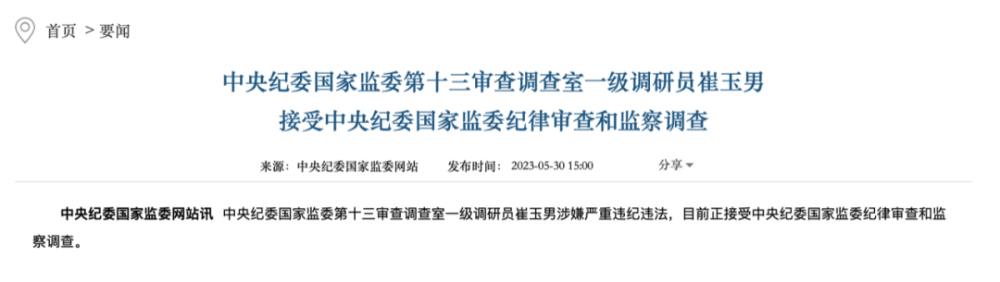 首页 > 要闻
中央纪委国家监委第十三审查调查室一级调研员崔玉男
接受中央纪委国家监委纪律审查和监察调查
来源：中央纪委国家监委网站 发布时间：2023-05-30 15:00 分享
中央纪委国家监委网站讯 中央纪委国家监委第十三审查调查室一级调研员崔玉男涉嫌严重违纪违法，目前正接受中央纪委国家监委纪律审查和监
察调查。